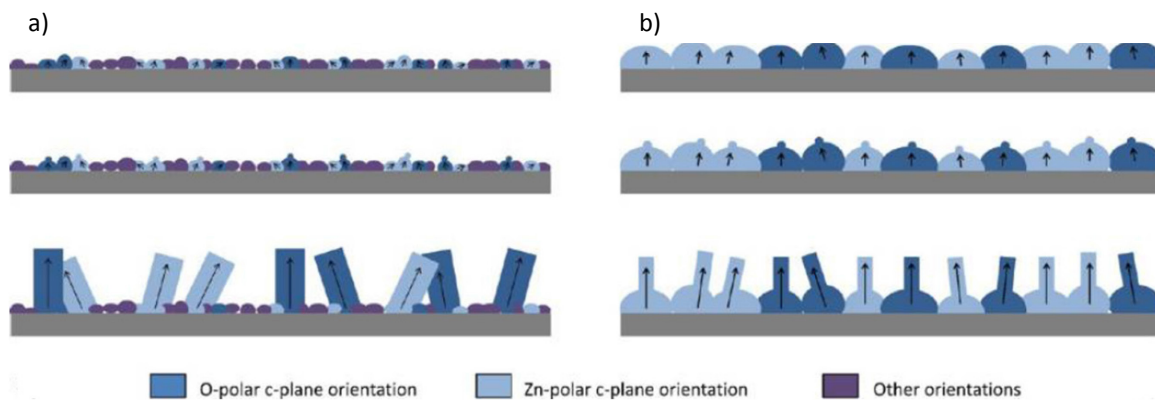 a)
b)
O-polar c-plane orientation
Zn-polar c-plane orientation
Other orientations